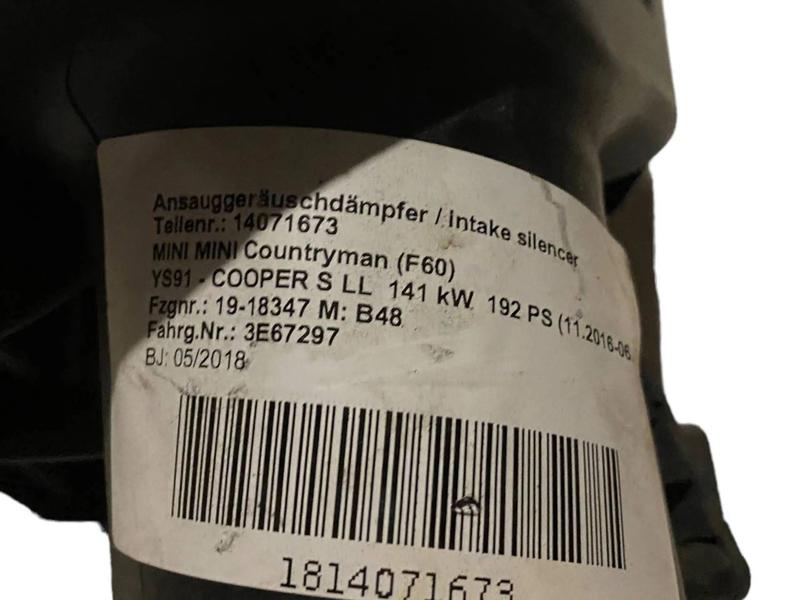 Ansauggeräuschdämpfer / Intake silencer
Teilenr.: 14071673
MINI MINI Countryman (F60)
YS91 - COOPER S LL 141 kW 192 PS (11.2016-06
Fzgnr.: 19-18347 M: B48
Fahrg.Nr.: 3E67297
BJ: 05/2018
1814071673